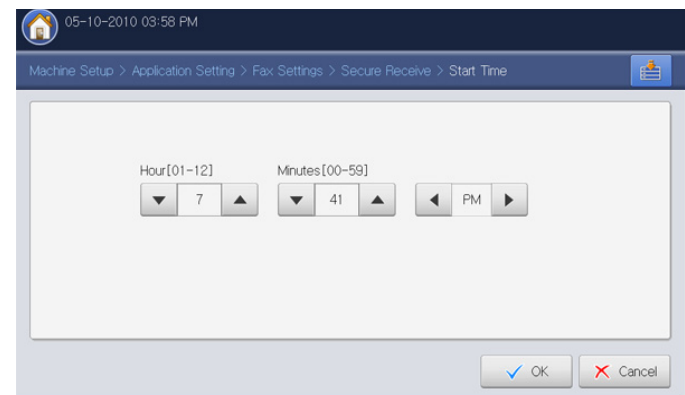 05-10-2010 03:58 PM
Machine Setup > Application Setting > Fax Settings > Secure Receive > Start Time
Hour[01-12] Minutes[00-59]
7 41 PM
OK Cancel